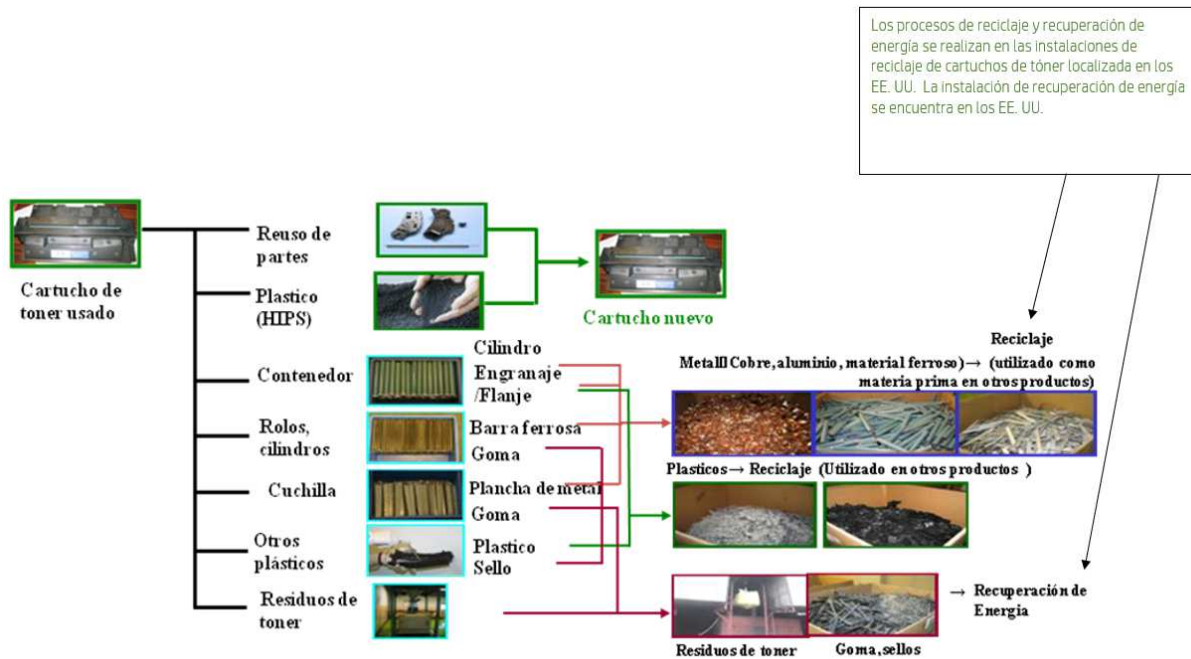 Los procesos de reciclaje y recuperación de
energía se realizan en las instalaciones de
reciclaje de cartuchos de tóner localizada en los
EE. UU. La instalación de recuperación de energía
se encuentra en los EE. UU.
Cartucho de
toner usado
Reuso de
partes
Plastico
(HIPS)
Cartucho nuevo
Contenedor
Cilindro
Engranaje
/Flanje
Rolos,
cilindros
Barra ferrosa
Goma
Cuchilla
Plancha de metal
Goma
Otros
plásticos
Plastico
Sello
Residuos de
toner
Reciclaje
Metall Cobre, aluminio, material ferroso)→ (utilizado como
materia prima en otros productos)
Plasticos→ Reciclaje (Utilizado en otros productos )
→ Recuperación de
Energia
Residuos de toner
Goma,sellos